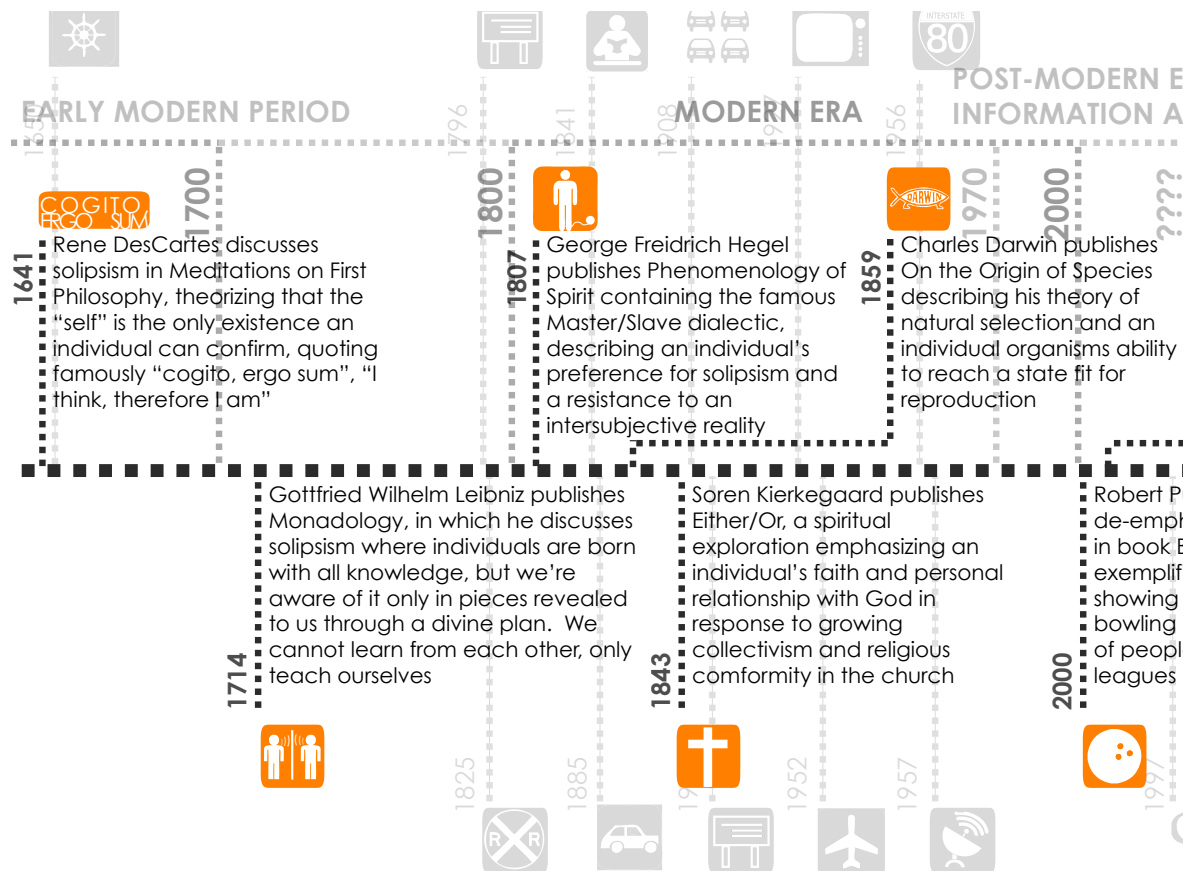 INTERSTATE
80
POST-MODERN E
EARLY MODERN PERIOD
MODERN ERA
INFORMATION A
1650
1796
1841
1908
1956
COGITO
ERGO SUM
1700
1800
DARWIN
1970
2000
????
1641
Rene DesCartes discusses
solipsism in Meditations on First
Philosophy, theorizing that the
“self” is the only existence an
individual can confirm, quoting
famously “cogito, ergo sum”, “I
think, therefore I am”
1807
George Freidrich Hegel
publishes Phenomenology of
Spirit containing the famous
Master/Slave dialectic,
describing an individual’s
preference for solipsism and
a resistance to an
intersubjective reality
1859
Charles Darwin publishes
On the Origin of Species
describing his theory of
natural selection and an
individual organisms ability
to reach a state fit for
reproduction
1714
Gottfried Wilhelm Leibniz publishes
Monadology, in which he discusses
solipsism where individuals are born
with all knowledge, but we’re
aware of it only in pieces revealed
to us through a divine plan.  We
cannot learn from each other, only
teach ourselves
1843
Soren Kierkegaard publishes
Either/Or, a spiritual
exploration emphasizing an
individual’s faith and personal
relationship with God in
response to growing
collectivism and religious
comformity in the church
2000
Robert P
de-emph
in book B
exemplif
showing
bowling
of people
leagues
1825
1885
1952
1957
1997
R R